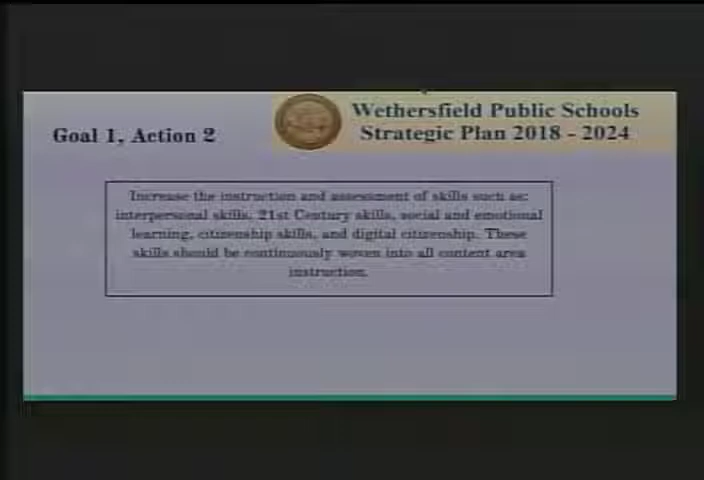 Goal 1, Action 2
Wethersfield Public Schools
Strategic Plan 2018 - 2024
Increase the instruction and assessment of skills such as:
interpersonal skills, 21st Century skills, social and emotional
learning, citizenship skills, and digital citizenship. These
skills should be continuously woven into all content area
instruction.